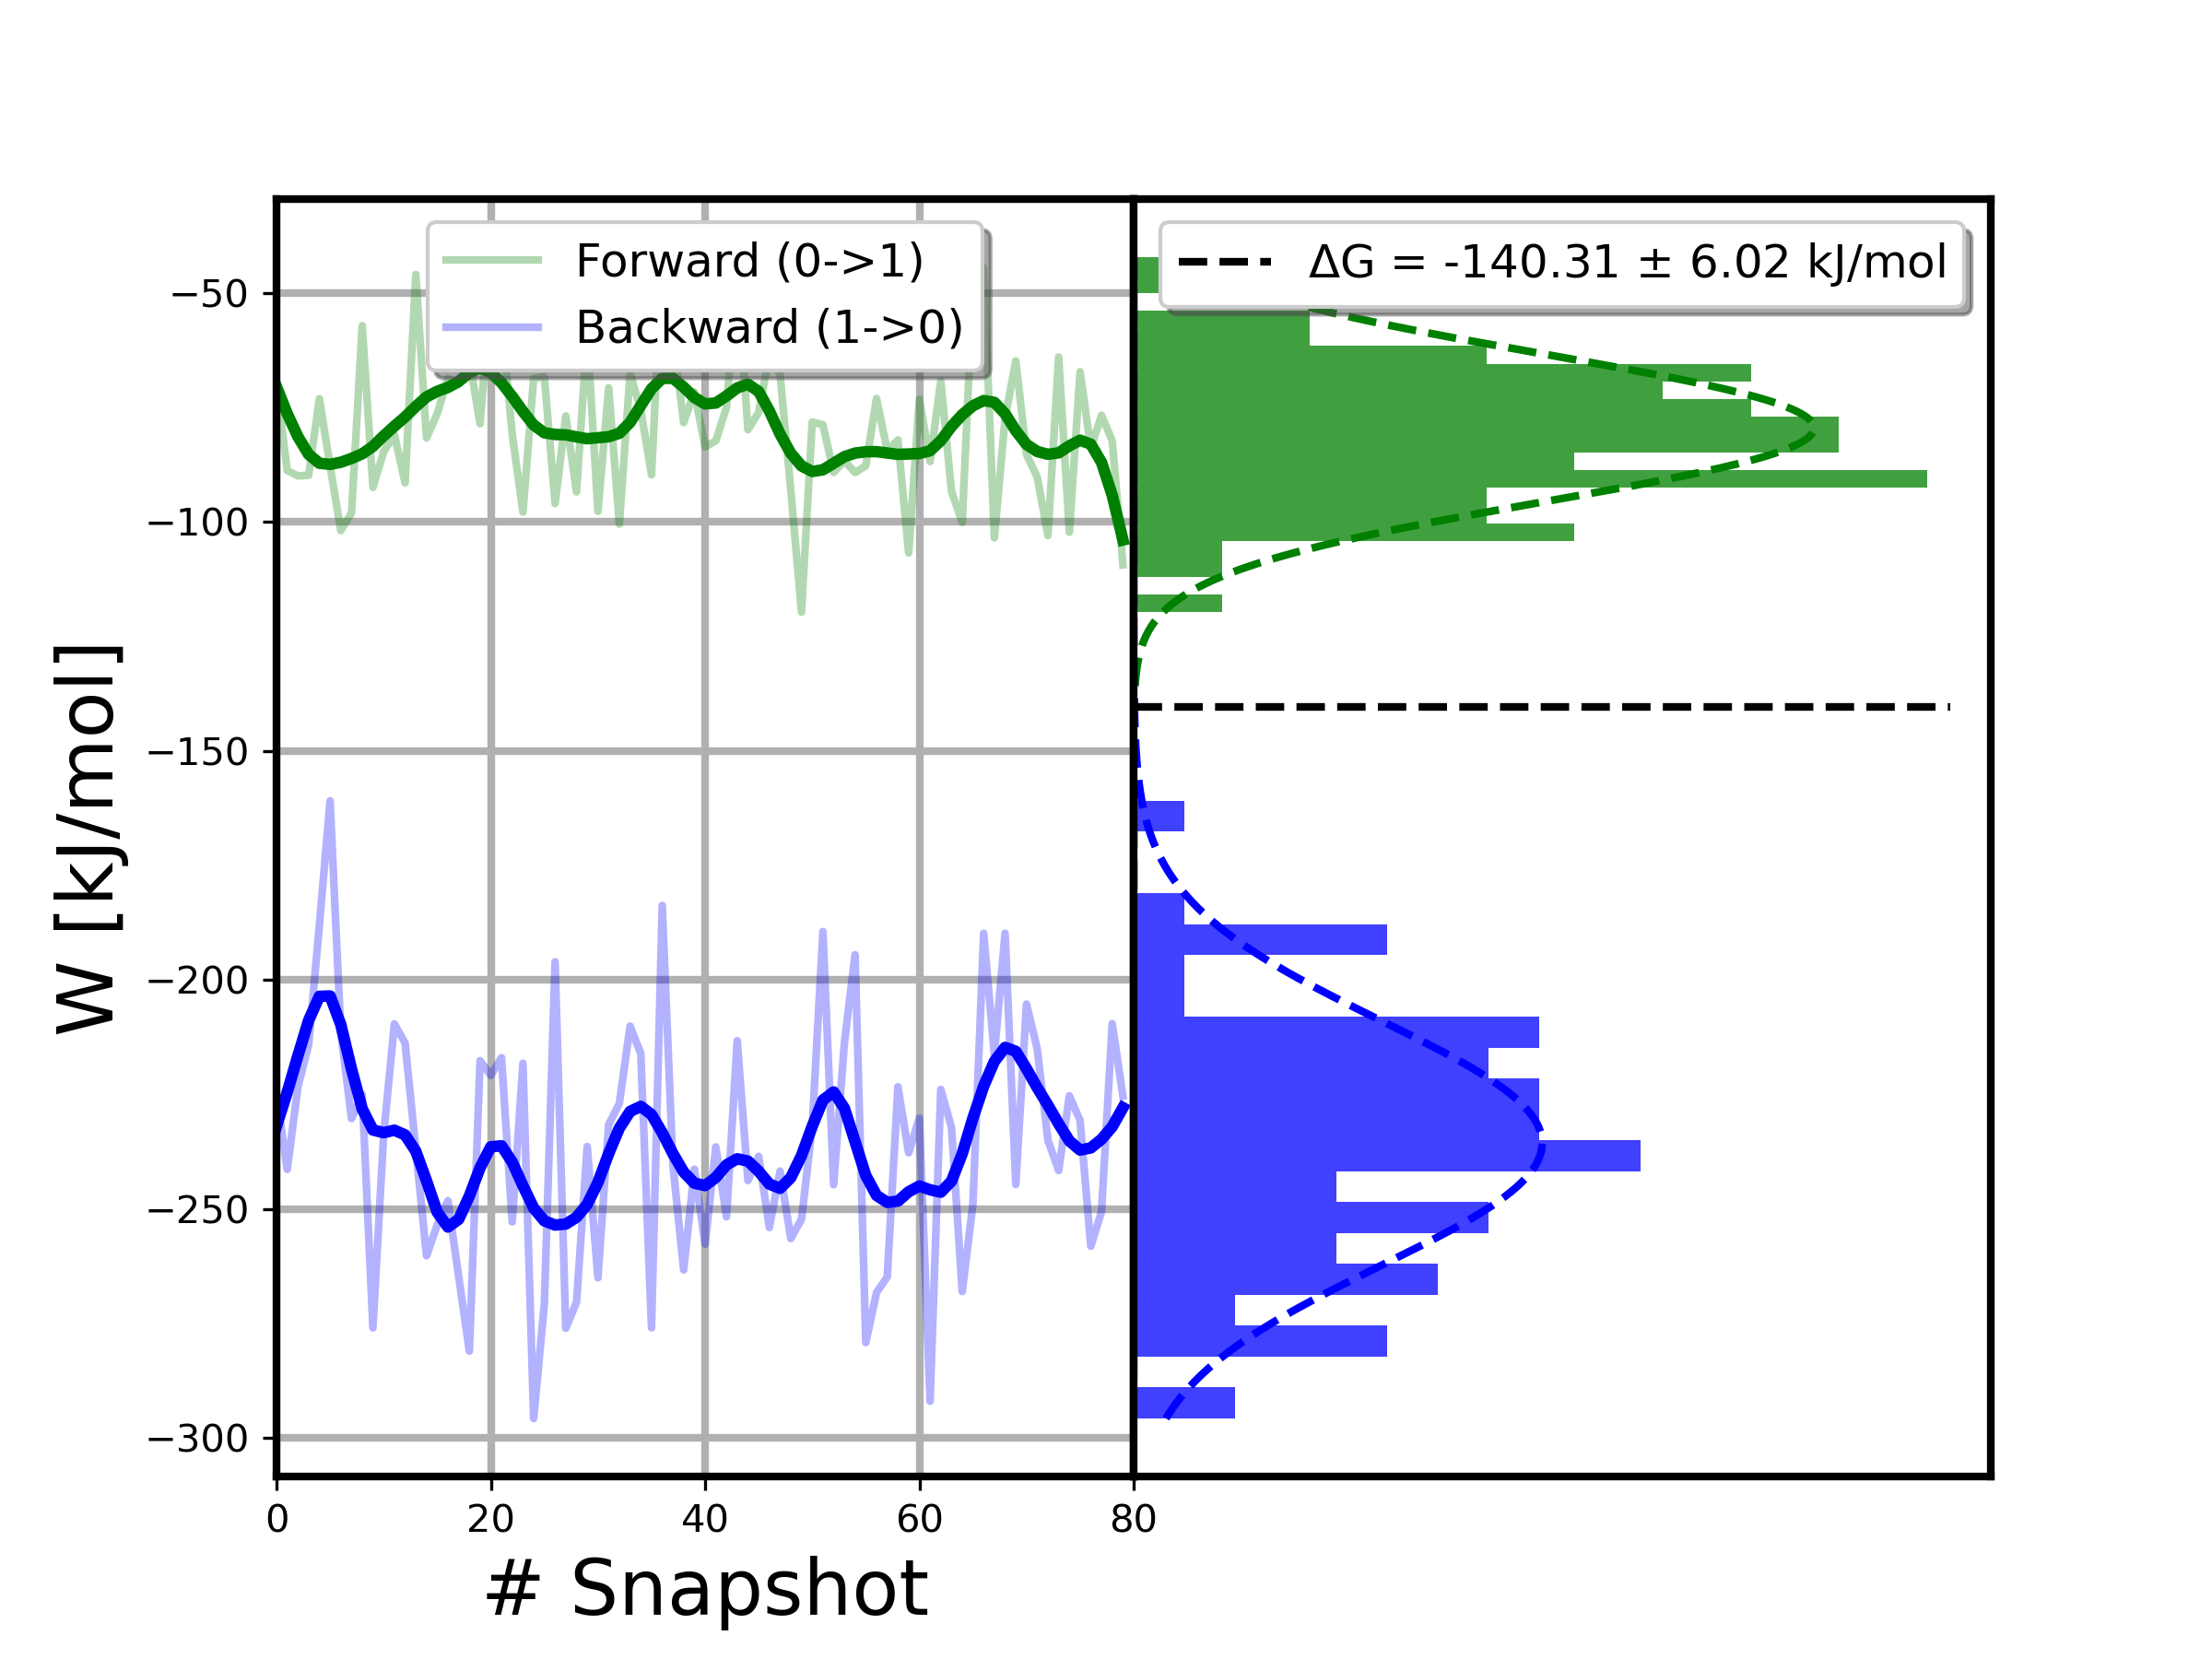 Forward (0->1)
Backward (1->0)
ΔG = -140.31 ± 6.02 kJ/mol
W [kJ/mol]
−50
−100
−150
−200
−250
−300
0 20 40 60 80
# Snapshot